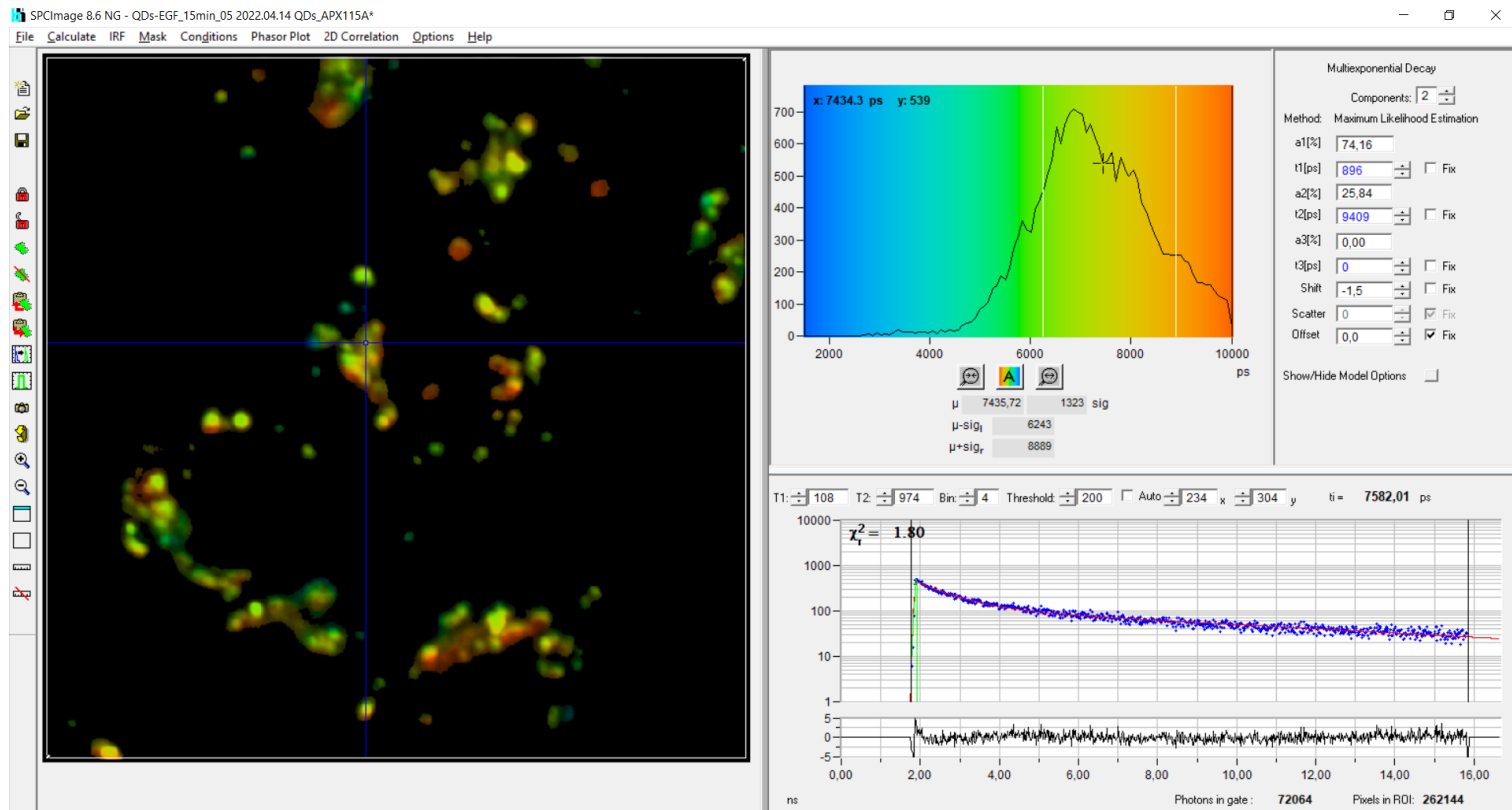 SPCImage 8.6 NG - QDs-EGF_15min_05 2022.04.14 QDs_APX115A*
File Calculate IRF Mask Conditions Phasor Plot 2D Correlation Options Help
x: 7434.3 ps y: 539
700
600
500
400
300
200
100
0
2000 4000 6000 8000 10000
ps
A
μ 7435,72 1323 sig
μ-sigl 6243
μ+sigr 8889
Multiexponential Decay
Components: 2
Method: Maximum Likelihood Estimation
a1[%] 74,16
t1[ps] 896 Fix
a2[%] 25,84
t2[ps] 9409 Fix
a3[%] 0,00
t3[ps] 0 Fix
Shift -1,5 Fix
Scatter 0 Fix
Offset 0,0 Fix
Show/Hide Model Options
T1: 108 T2: 974 Bin: 4 Threshold: 200 Auto 234 x 304 y ti = 7582,01 ps
χ²r = 1.80
10000
1000
100
10
1
5
0
-5
0,00 2,00 4,00 6,00 8,00 10,00 12,00 14,00 16,00
ns Photons in gate : 72064 Pixels in ROI: 262144